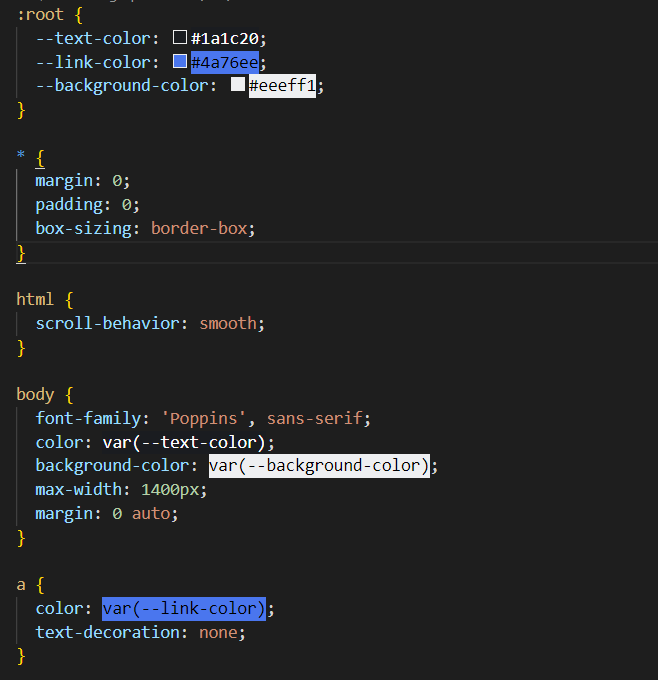 :root {
--text-color: #1a1c20;
--link-color: #4a76ee;
--background-color: #eeeff1;
}
* {
margin: 0;
padding: 0;
box-sizing: border-box;
}
html {
scroll-behavior: smooth;
}
body {
font-family: 'Poppins', sans-serif;
color: var(--text-color);
background-color: var(--background-color);
max-width: 1400px;
margin: 0 auto;
}
a {
color: var(--link-color);
text-decoration: none;
}